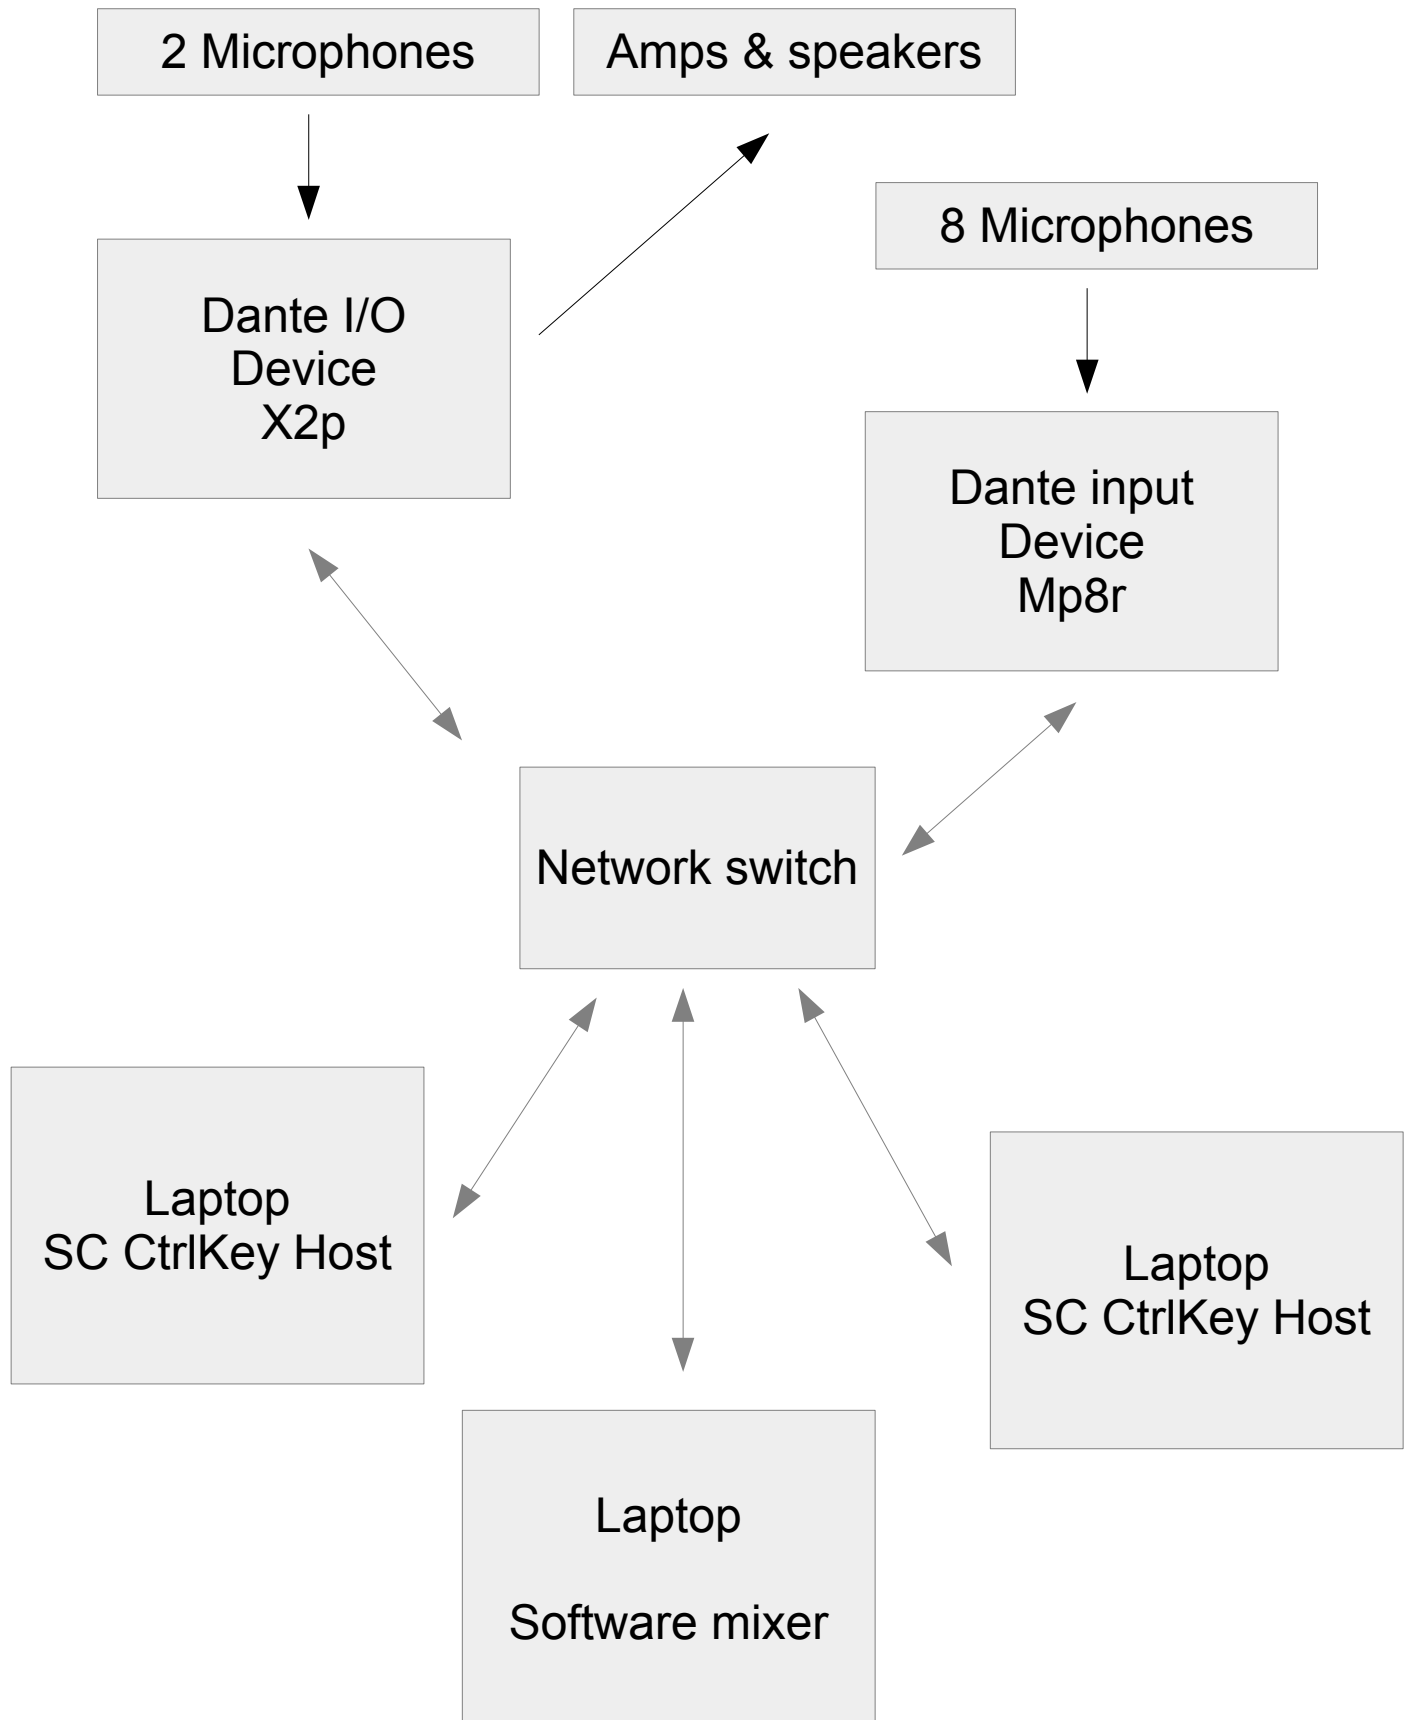 2 Microphones
Amps & speakers
8 Microphones
Dante I/O
Device
X2p
Dante input
Device
Mp8r
Network switch
Laptop
SC CtrlKey Host
Laptop
SC CtrlKey Host
Laptop
Software mixer